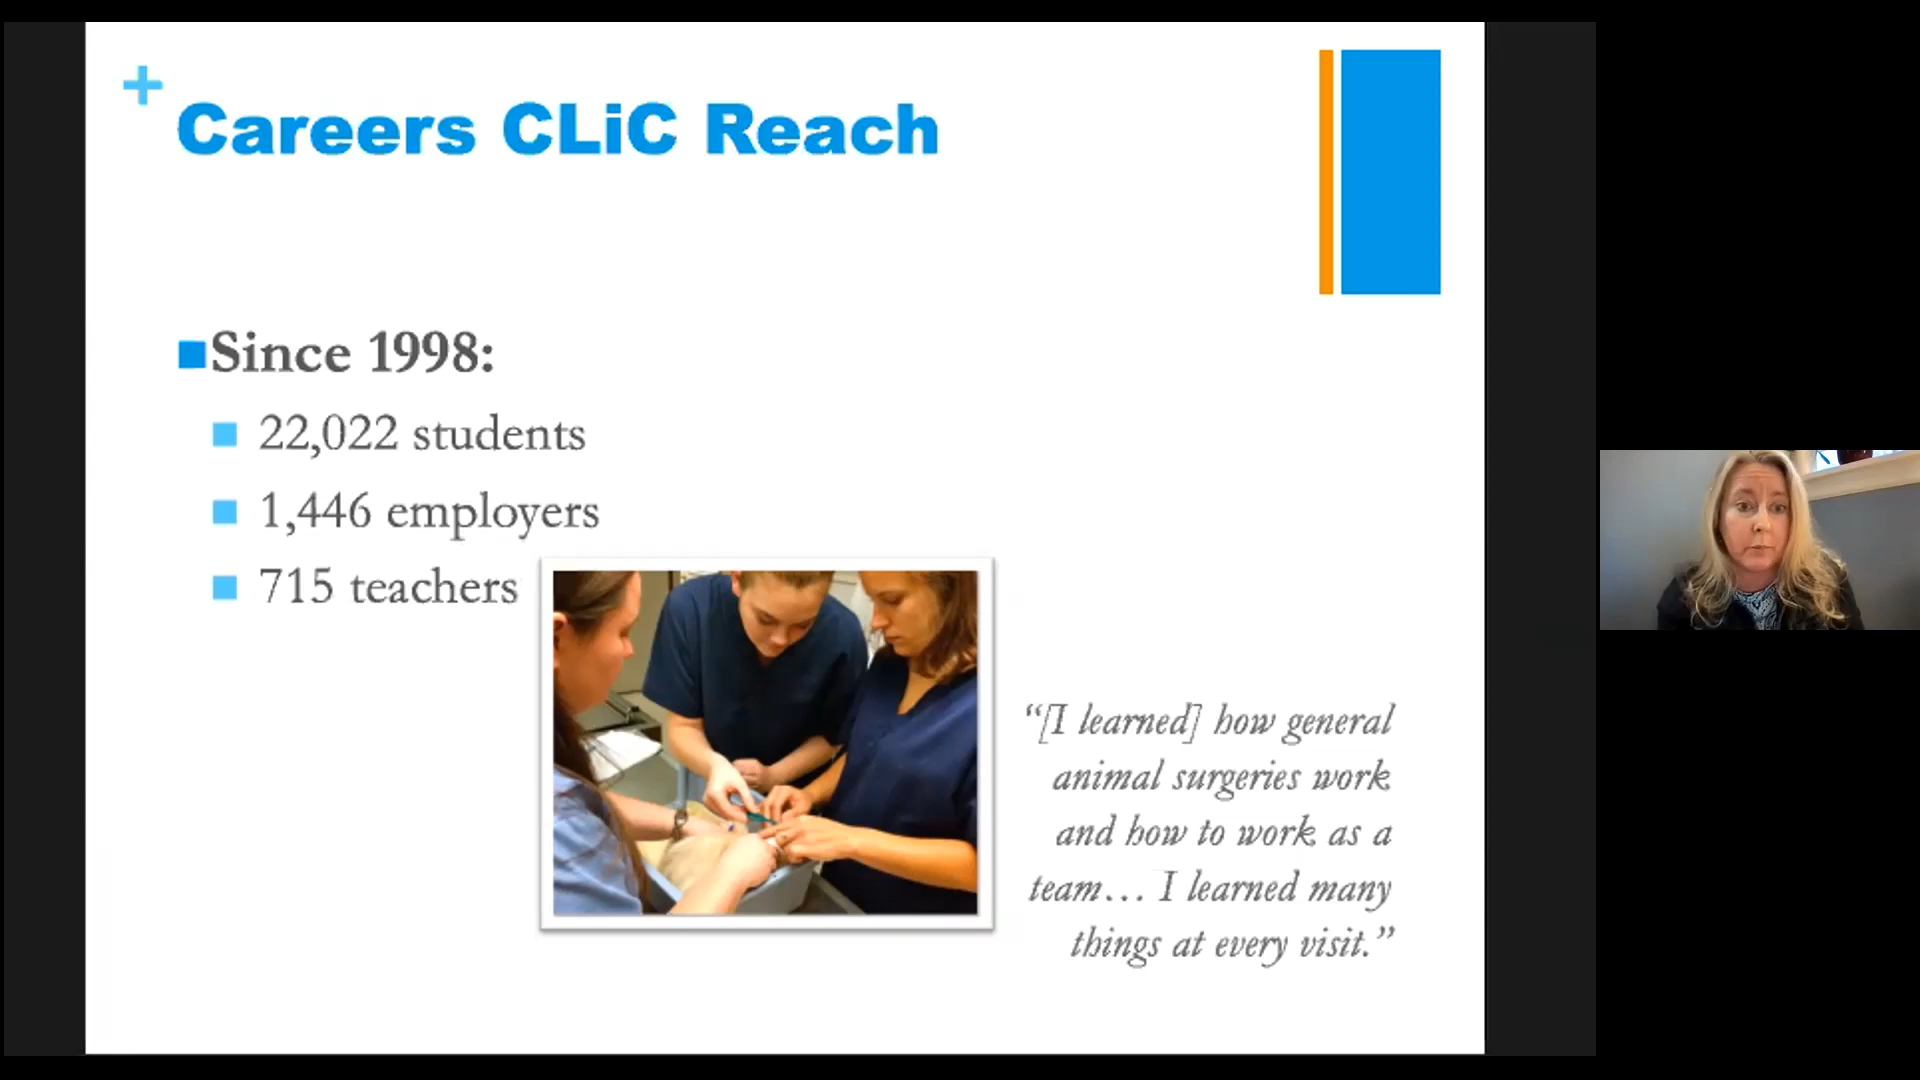 +
Careers CLiC Reach
Since 1998:
22,022 students
1,446 employers
715 teachers
“[I learned] how general
animal surgeries work
and how to work as a
team… I learned many
things at every visit.”